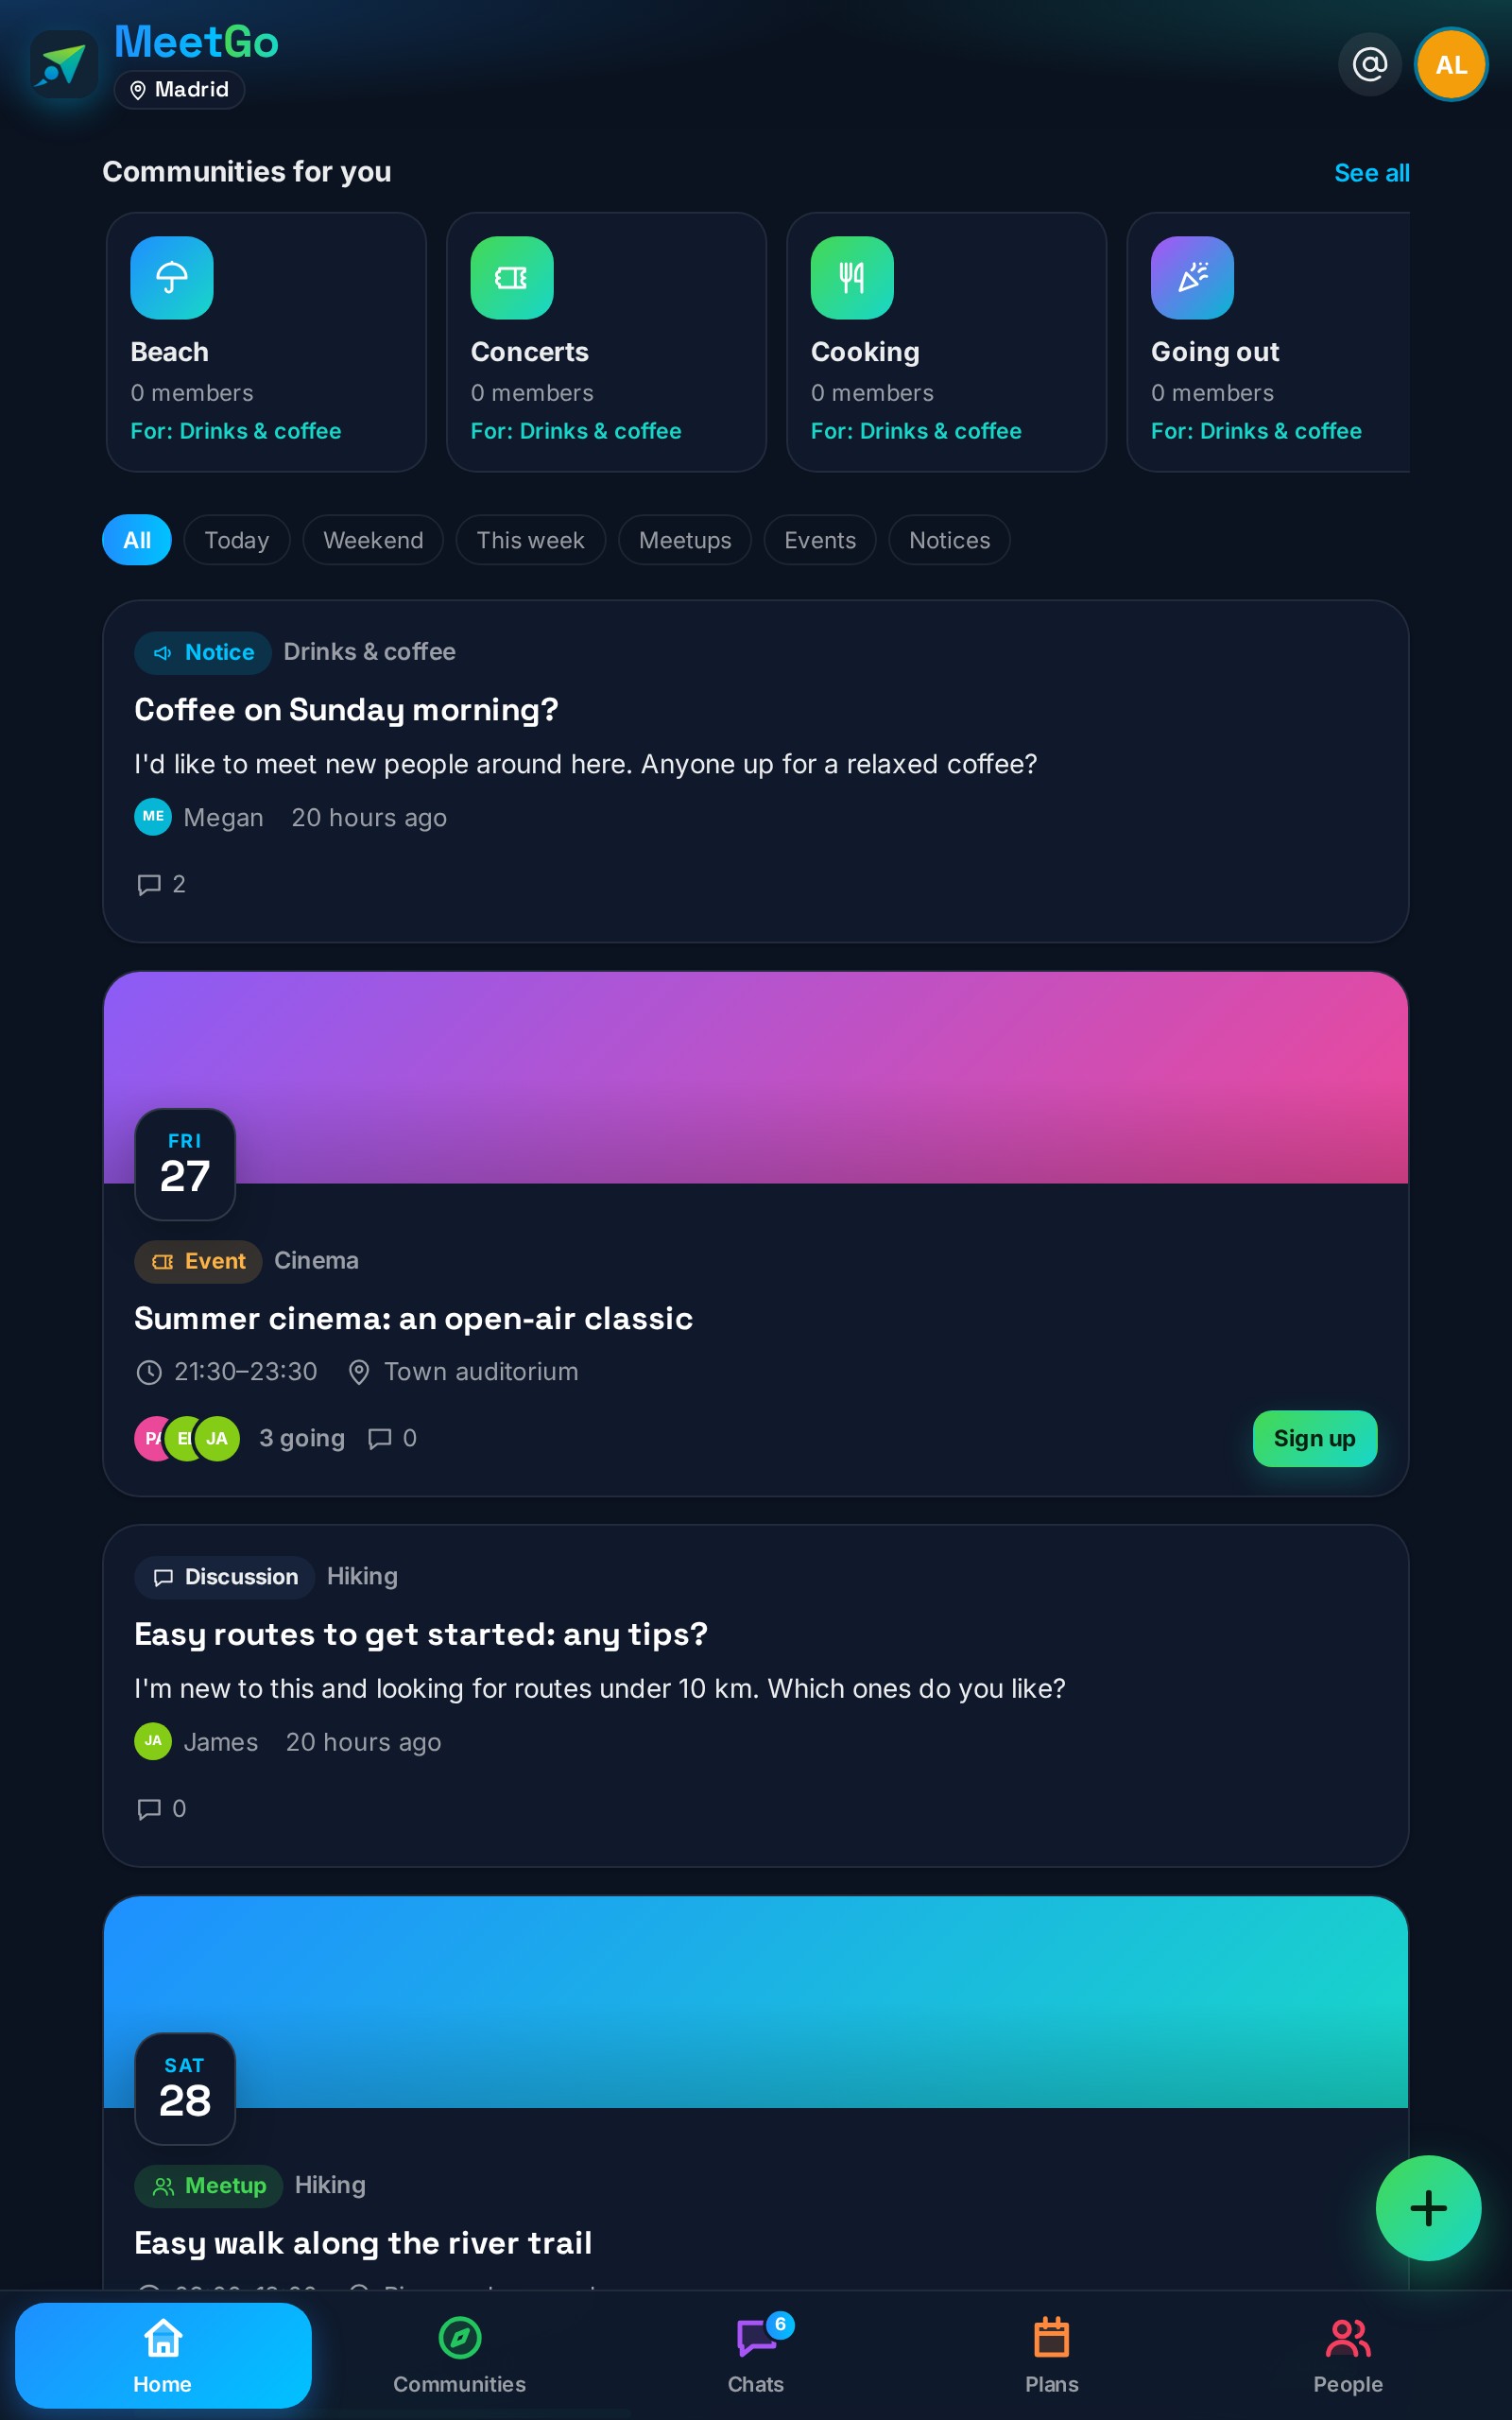 MeetGo
Madrid
@
AL
Communities for you
See all
Beach
0 members
For: Drinks & coffee
Concerts
0 members
For: Drinks & coffee
Cooking
0 members
For: Drinks & coffee
Going out
0 members
For: Drinks & coffee
All
Today
Weekend
This week
Meetups
Events
Notices
Notice Drinks & coffee
Coffee on Sunday morning?
I'd like to meet new people around here. Anyone up for a relaxed coffee?
ME Megan 20 hours ago
2
FRI
27
Event Cinema
Summer cinema: an open-air classic
21:30–23:30 Town auditorium
JA 3 going 0
Sign up
Discussion Hiking
Easy routes to get started: any tips?
I'm new to this and looking for routes under 10 km. Which ones do you like?
JA James 20 hours ago
0
SAT
28
Meetup Hiking
Easy walk along the river trail
Home
Communities
6
Chats
Plans
People